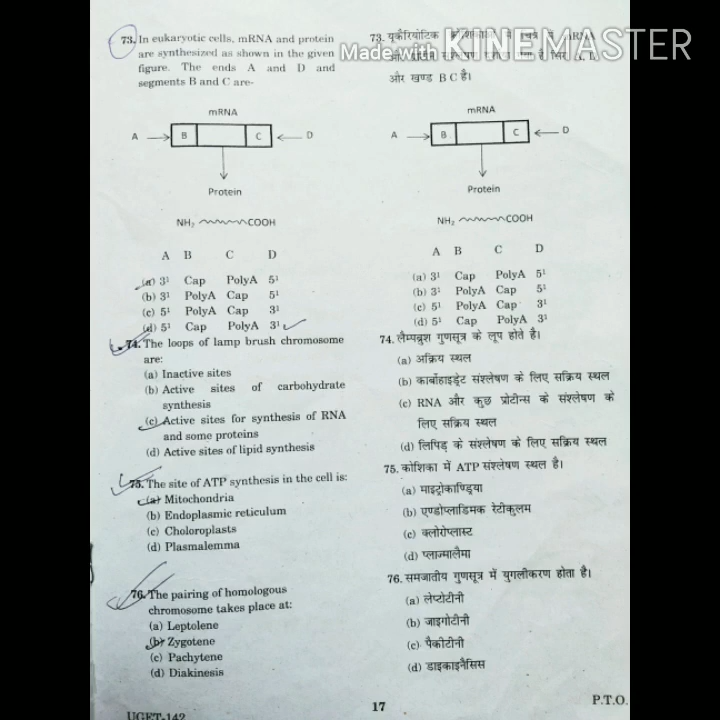 Made with KINEMASTER
73. In eukaryotic cells, mRNA and protein
are synthesized as shown in the given
figure. The ends A and D and
segments B and C are-
mRNA
A B C D
Protein
NH₂ COOH
A B C D
(a) 3¹ Cap PolyA 5¹
(b) 3¹ PolyA Cap 5¹
(c) 5¹ PolyA Cap 3¹
(d) 5¹ Cap PolyA 3¹
74. The loops of lamp brush chromosome
are:
(a) Inactive sites
(b) Active sites of carbohydrate
synthesis
(c) Active sites for synthesis of RNA
and some proteins
(d) Active sites of lipid synthesis
75. The site of ATP synthesis in the cell is:
(a) Mitochondria
(b) Endoplasmic reticulum
(c) Choloroplasts
(d) Plasmalemma
76. The pairing of homologous
chromosome takes place at:
(a) Leptolene
(b) Zygotene
(c) Pachytene
(d) Diakinesis
UGET-142
73. यूकैरियोटिक
और खण्ड B C है।
mRNA
A B C D
Protein
NH₂ COOH
A B C D
(a) 3¹ Cap PolyA 5¹
(b) 3¹ PolyA Cap 5¹
(c) 5¹ PolyA Cap 3¹
(d) 5¹ Cap PolyA 3¹
74. लैम्पब्रुश गुणसूत्र के लूप होते है।
(a) अक्रिय स्थल
(b) कार्बोहाइड्रेट संश्लेषण के लिए सक्रिय स्थल
(c) RNA और कुछ प्रोटीन्स के संश्लेषण के
लिए सक्रिय स्थल
(d) लिपिड़ के संश्लेषण के लिए सक्रिय स्थल
75. कोशिका में ATP संश्लेषण स्थल है।
(a) माइट्रोकाण्ड्रिया
(b) एण्डोप्लाडिमक रेटीकुलम
(c) क्लोरोप्लास्ट
(d) प्लाज्मालैमा
76. समजातीय गुणसूत्र में युगलीकरण होता है।
(a) लेप्टोटीनी
(b) जाइगोटीनी
(c) पैकीटीनी
(d) डाइकाइनैसिस
17
P.T.O.